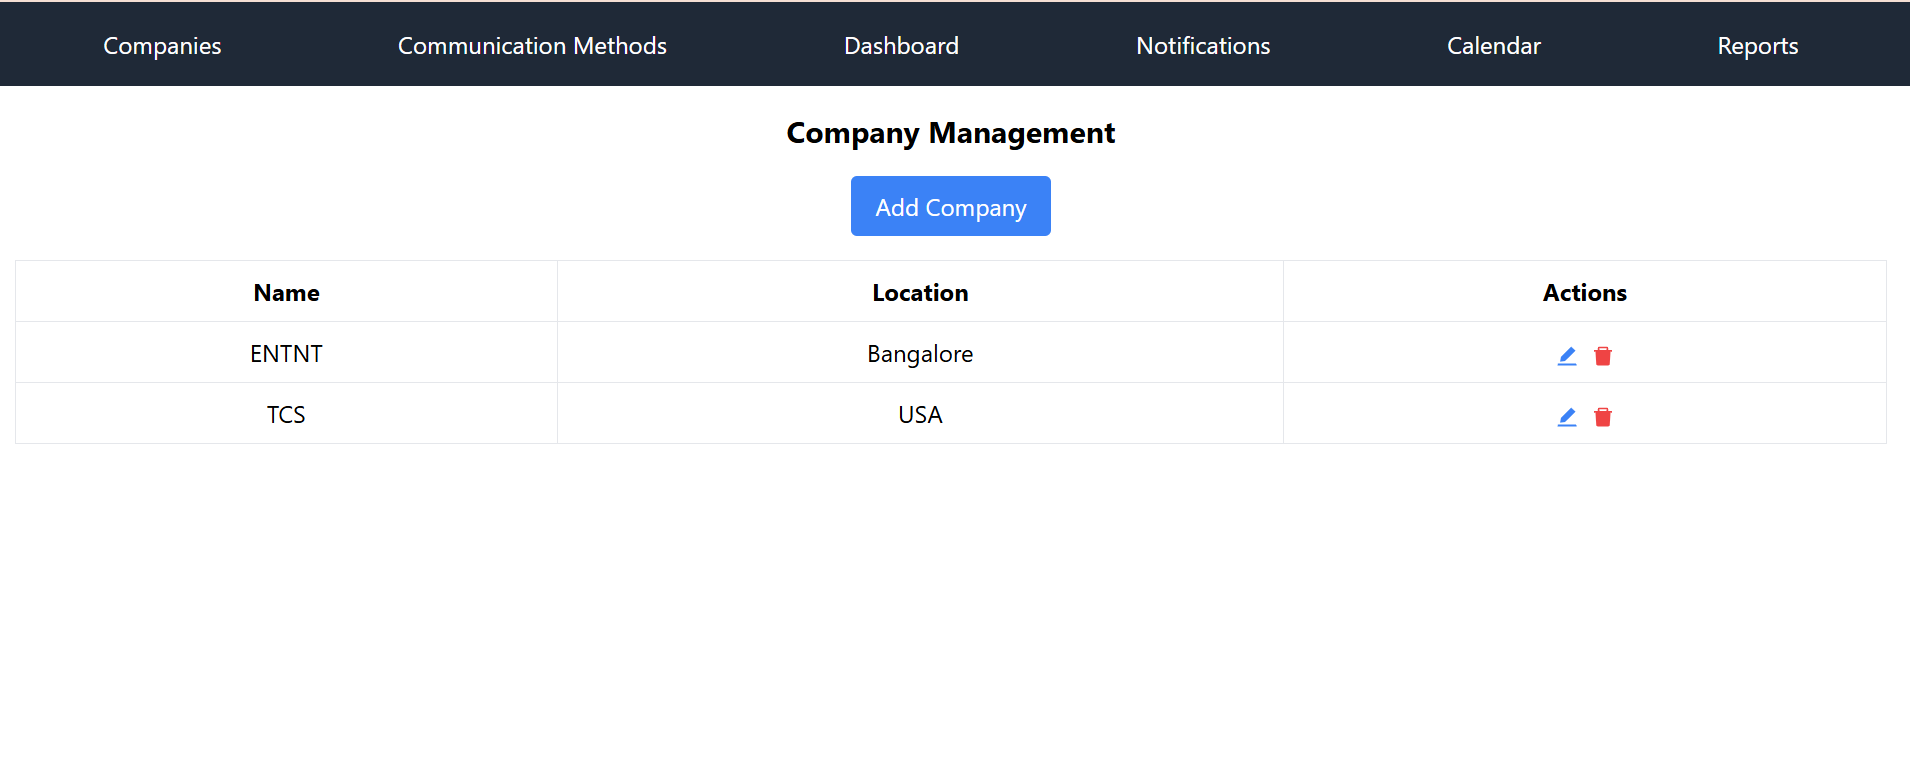 Companies Communication Methods Dashboard Notifications Calendar Reports
Company Management
Add Company
Name Location Actions
ENTNT Bangalore
TCS USA